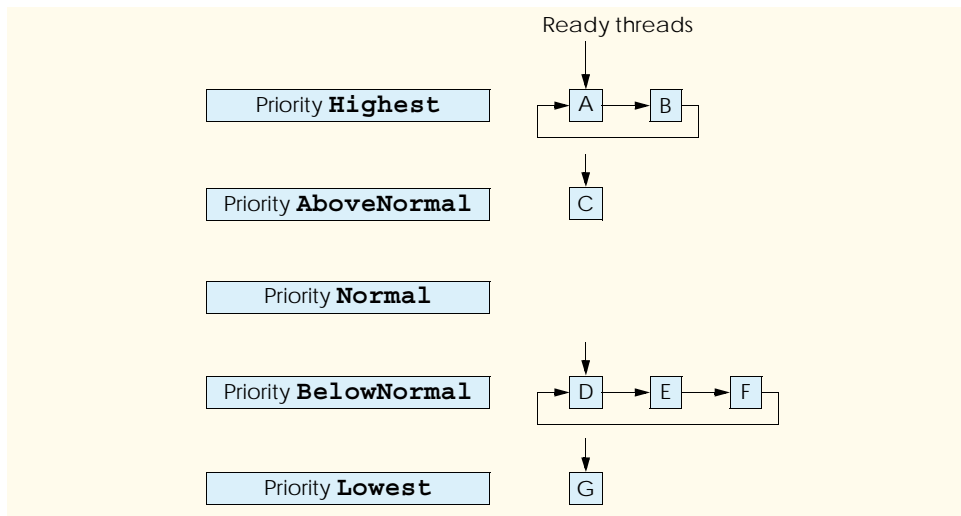 Ready threads
Priority Highest
A B
Priority AboveNormal
C
Priority Normal
Priority BelowNormal
D E F
Priority Lowest
G